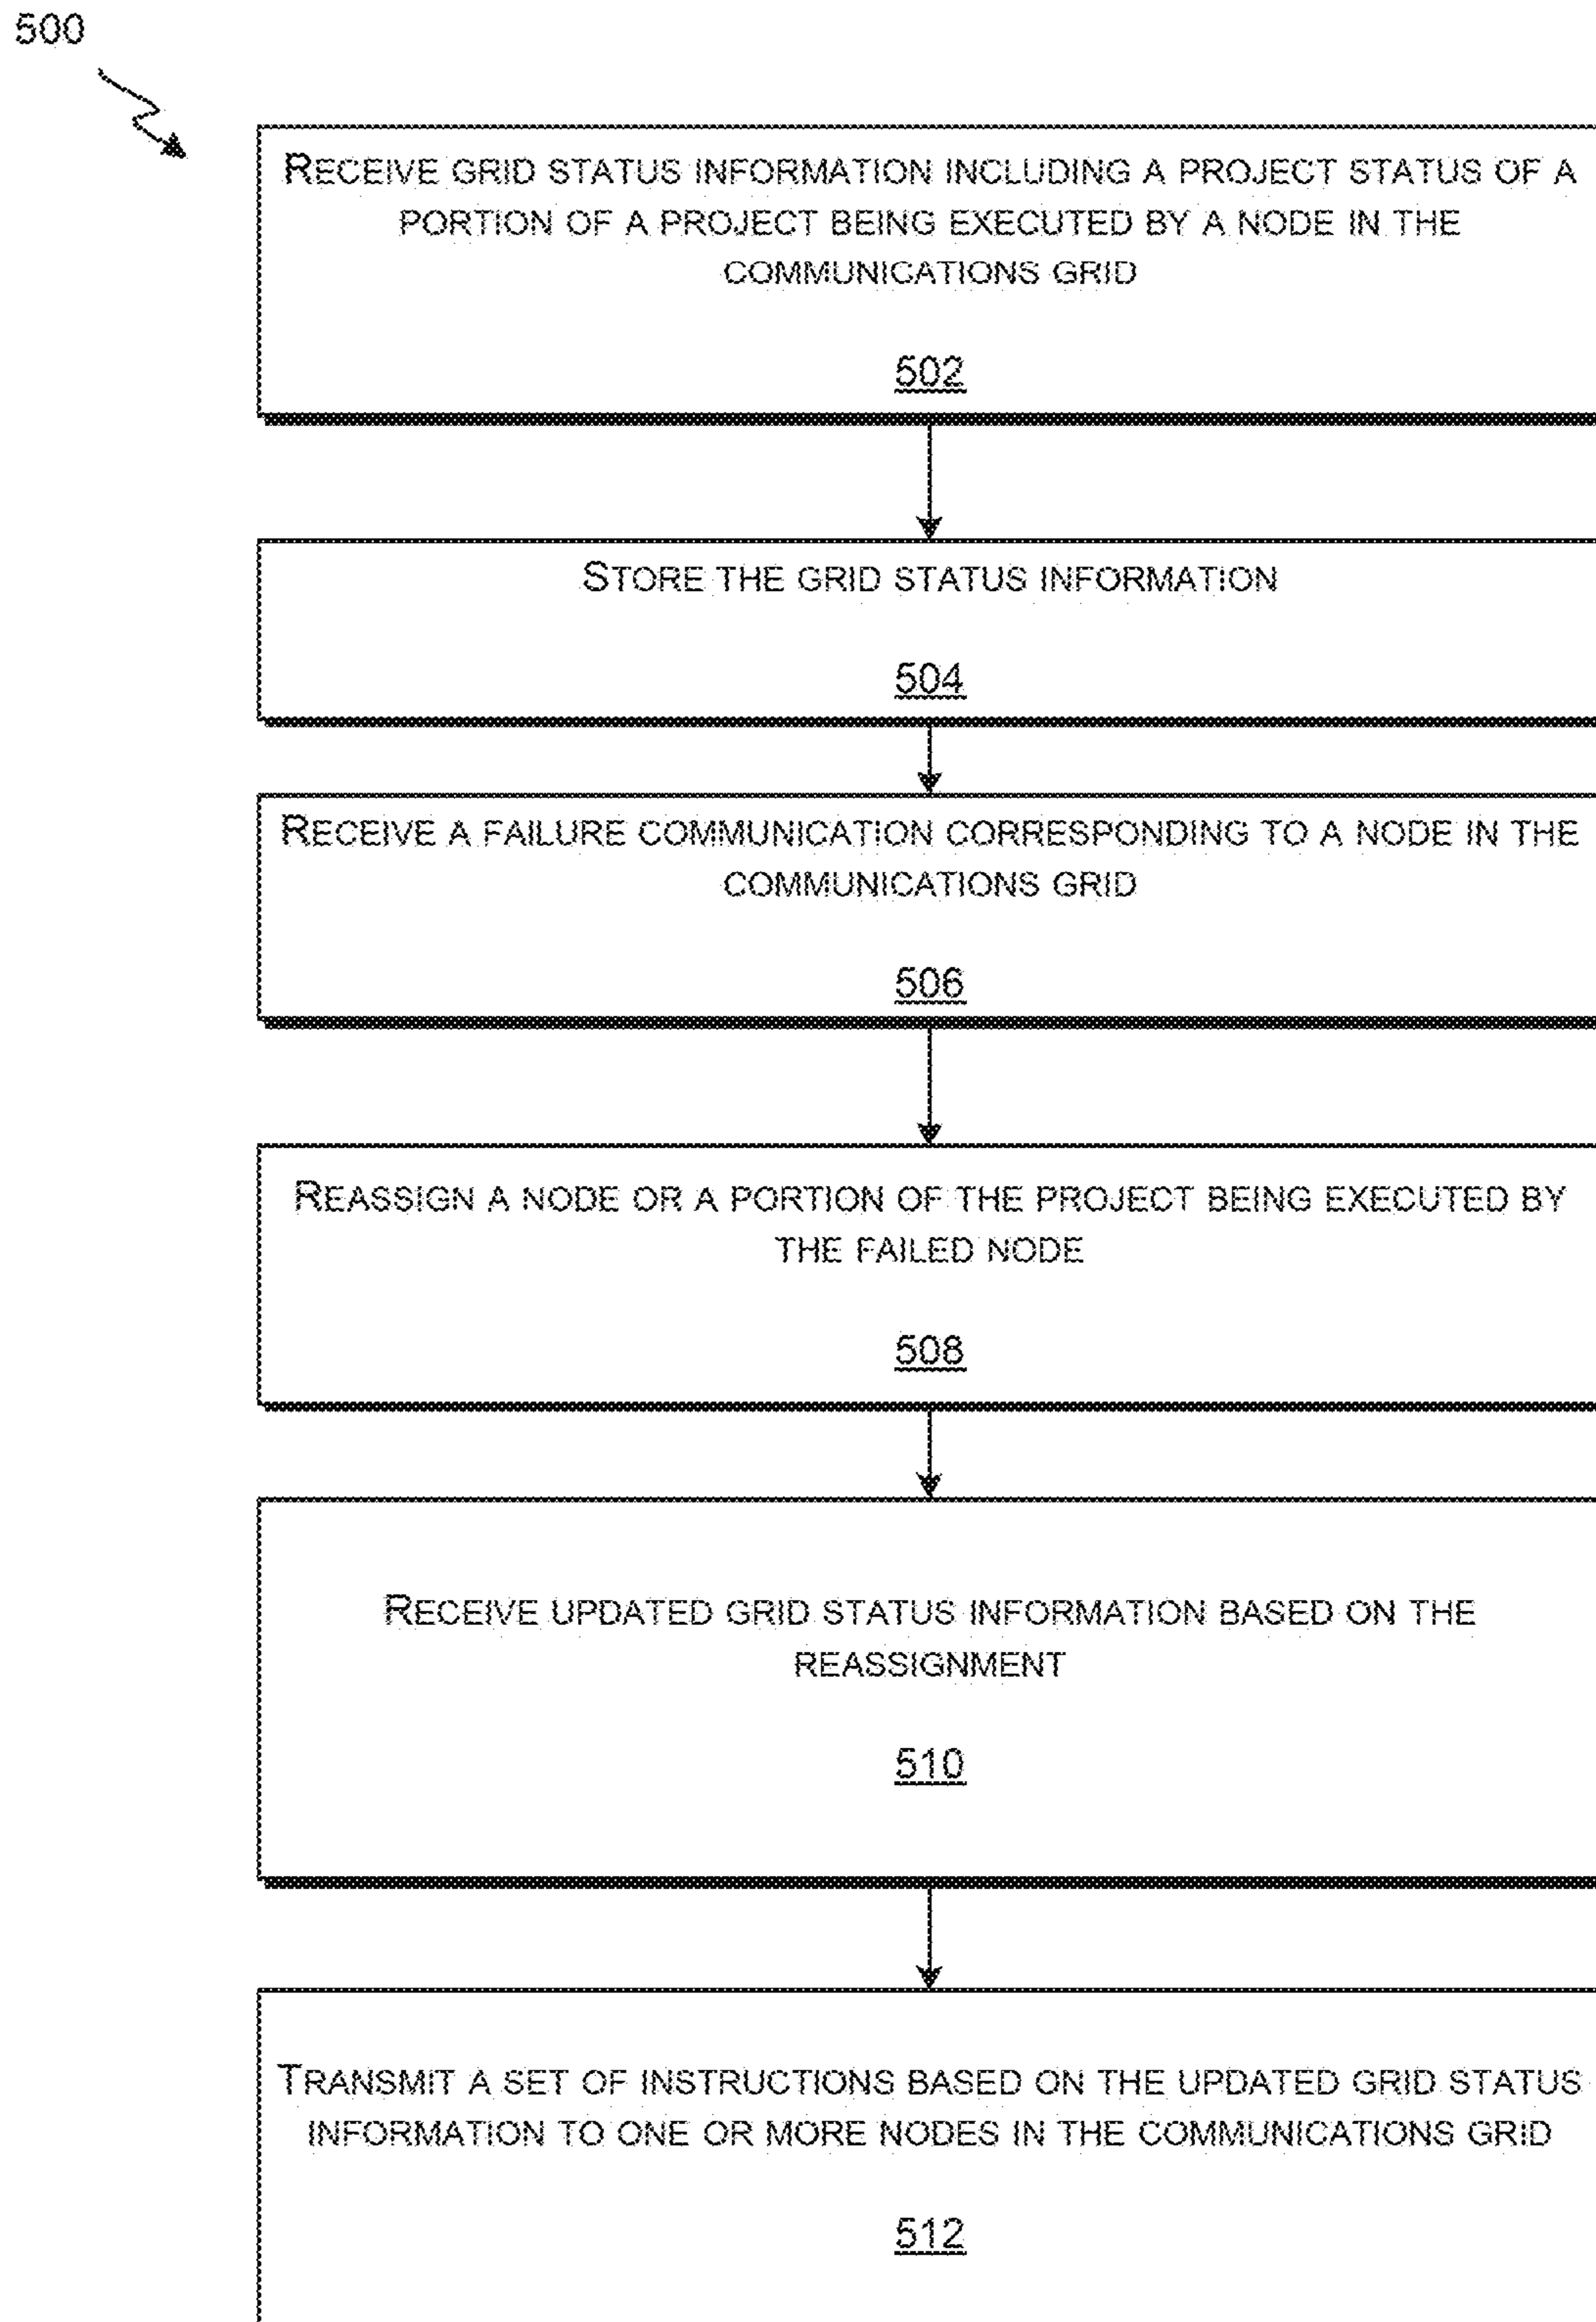 500
RECEIVE GRID STATUS INFORMATION INCLUDING A PROJECT STATUS OF A
PORTION OF A PROJECT BEING EXECUTED BY A NODE IN THE
COMMUNICATIONS GRID
502
STORE THE GRID STATUS INFORMATION
504
RECEIVE A FAILURE COMMUNICATION CORRESPONDING TO A NODE IN THE
COMMUNICATIONS GRID
506
REASSIGN A NODE OR A PORTION OF THE PROJECT BEING EXECUTED BY
THE FAILED NODE
508
RECEIVE UPDATED GRID STATUS INFORMATION BASED ON THE
REASSIGNMENT
510
TRANSMIT A SET OF INSTRUCTIONS BASED ON THE UPDATED GRID STATUS
INFORMATION TO ONE OR MORE NODES IN THE COMMUNICATIONS GRID
512